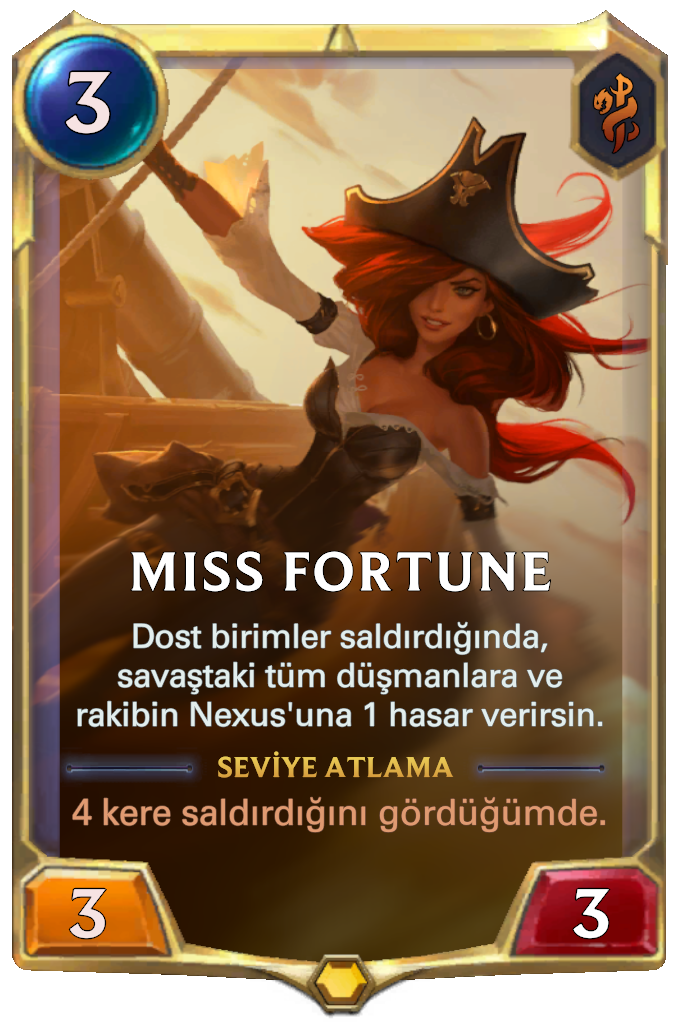 3
MISS FORTUNE
Dost birimler saldırdığında,
savaştaki tüm düşmanlara ve
rakibin Nexus'una 1 hasar verirsin.
SEVİYE ATLAMA
4 kere saldırdığını gördüğümde.
3
3